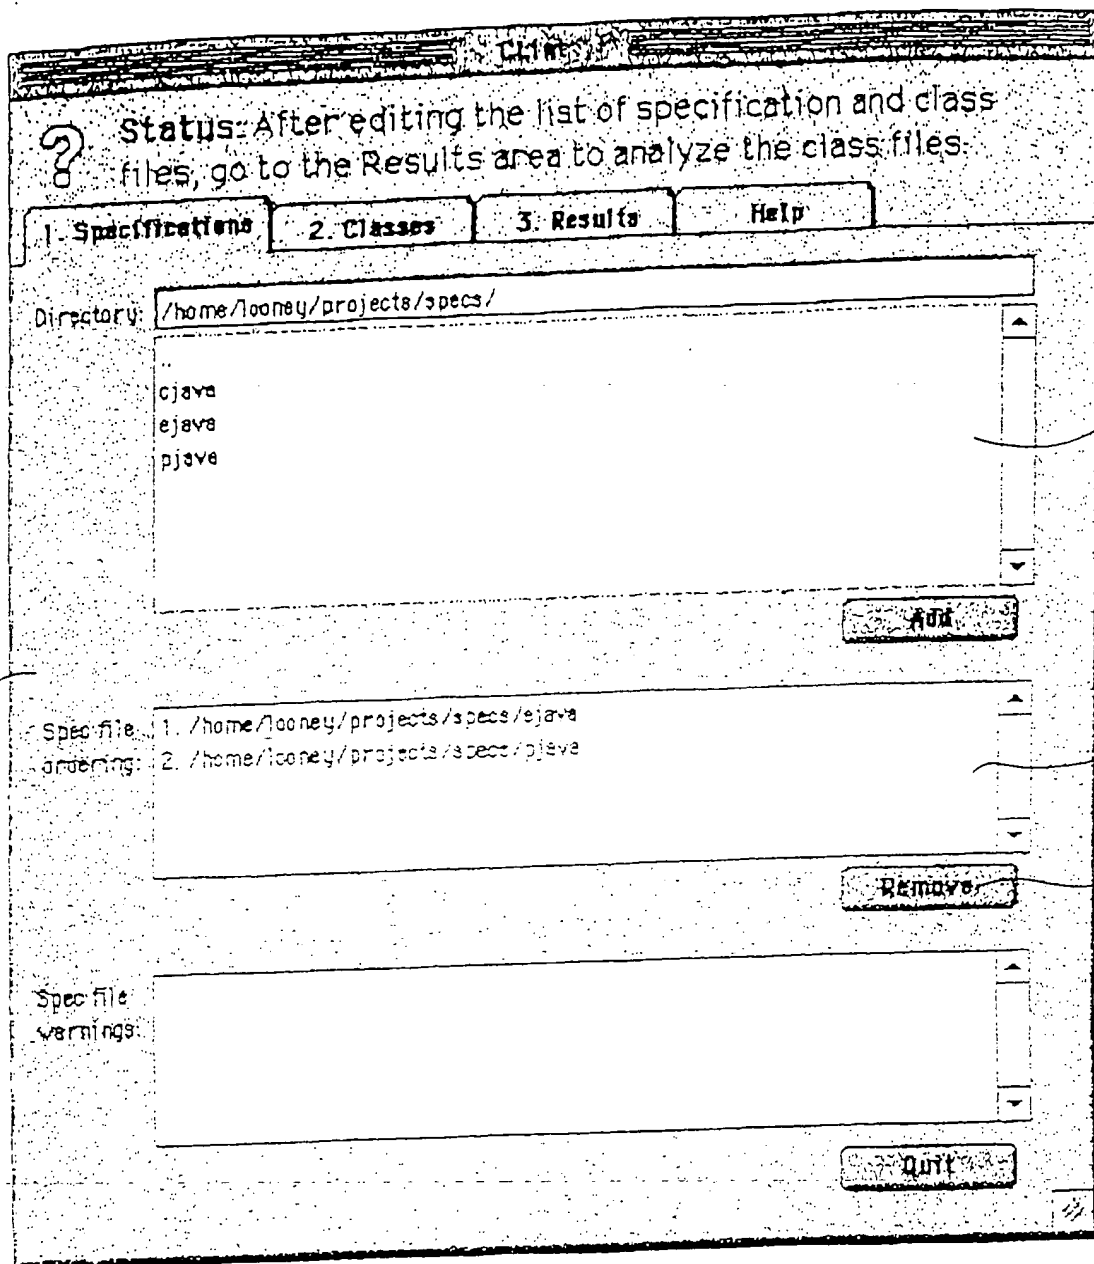 Status: After editing the list of specification and class
files, go to the Results area to analyze the class files.
1. Specifications 2. Classes 3. Results Help
Directory: /home/looney/projects/specs/
..
cjava
ejava
pjava
Add
Spec file 1. /home/looney/projects/specs/ejava
ordering: 2. /home/looney/projects/specs/pjava
Remove
Spec file
warnings:
Quit